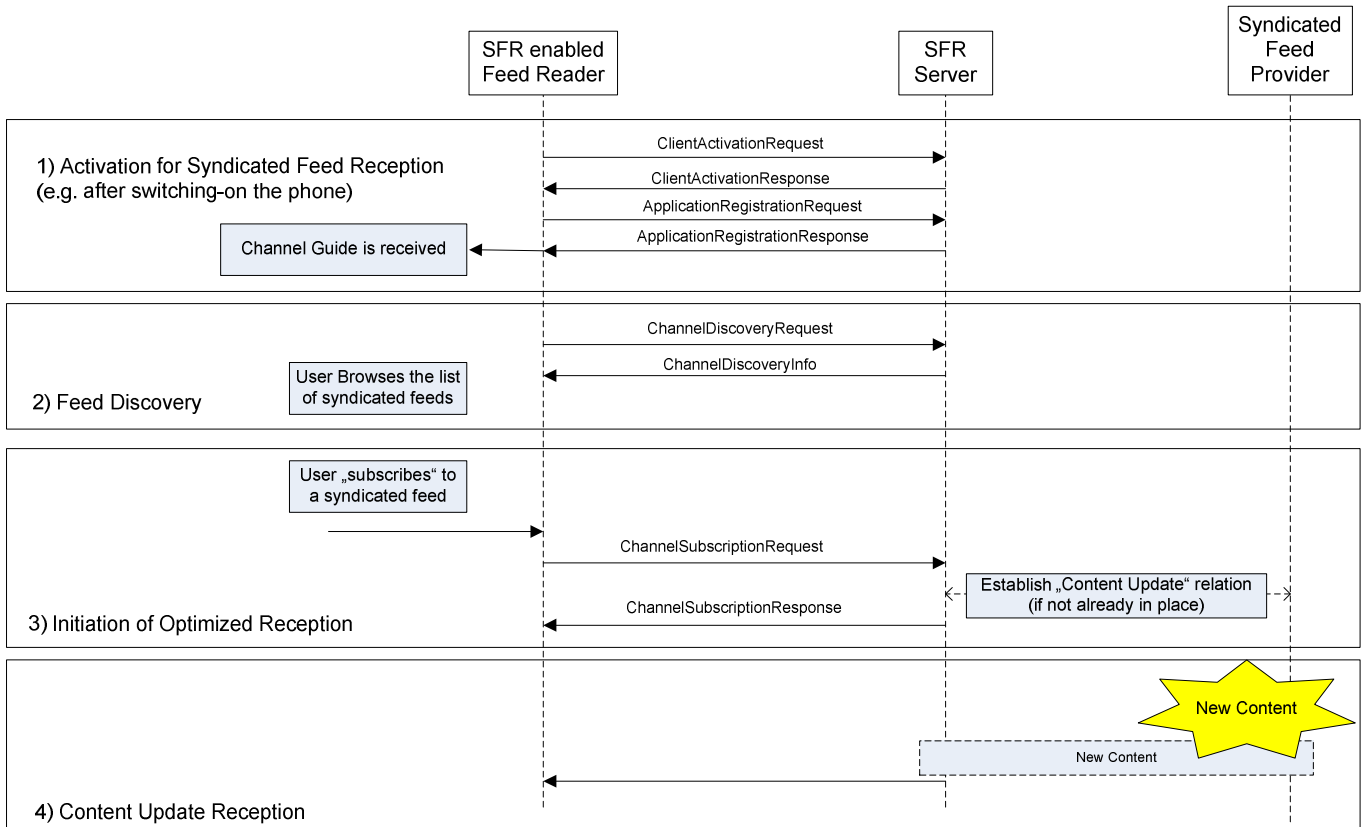 SFR enabled
Feed Reader
SFR
Server
Syndicated
Feed
Provider
1) Activation for Syndicated Feed Reception
(e.g. after switching-on the phone)
ClientActivationRequest
ClientActivationResponse
ApplicationRegistrationRequest
ApplicationRegistrationResponse
Channel Guide is received
ChannelDiscoveryRequest
ChannelDiscoveryInfo
User Browses the list
of syndicated feeds
2) Feed Discovery
User „subscribes“ to
a syndicated feed
ChannelSubscriptionRequest
Establish „Content Update“ relation
(if not already in place)
ChannelSubscriptionResponse
3) Initiation of Optimized Reception
New Content
New Content
4) Content Update Reception